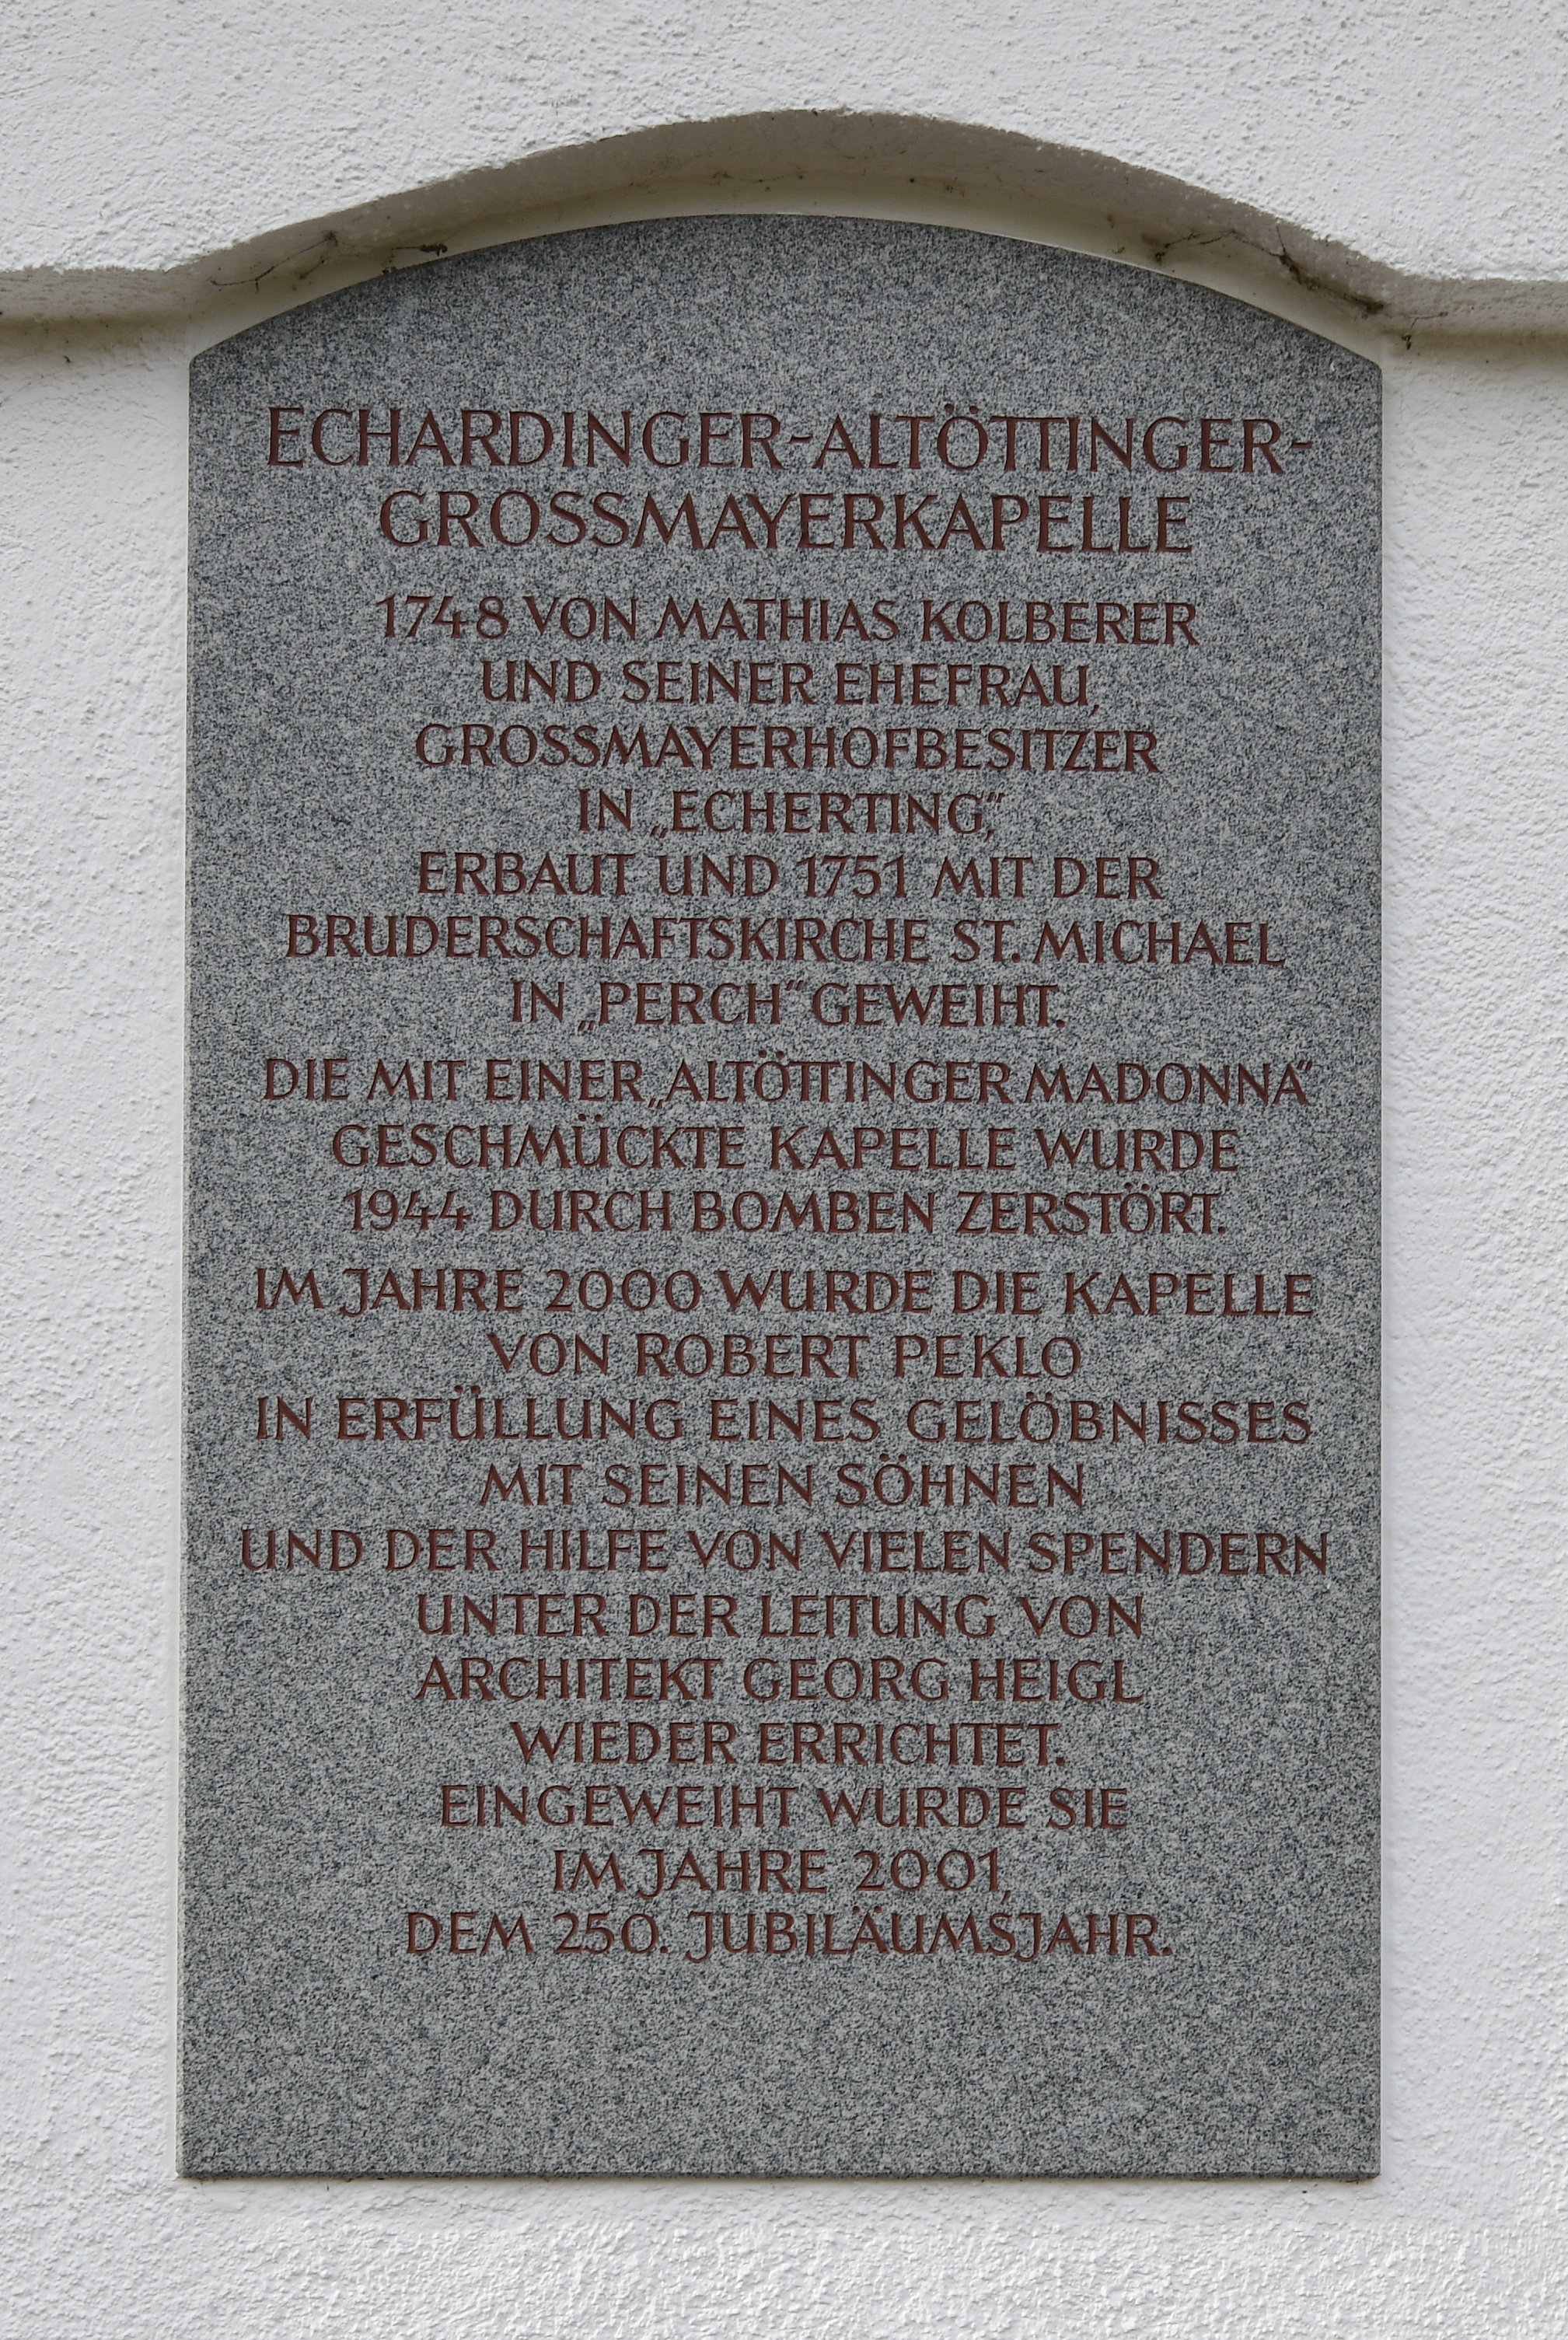 ECHARDINGER-ALTÖTTINGER-
GROSSMAYERKAPELLE
1748 VON MATHIAS KOLBERER
UND SEINER EHEFRAU,
GROSSMAYERHOFBESITZER
IN „ECHERTING“,
ERBAUT UND 1751 MIT DER
BRUDERSCHAFTSKIRCHE ST. MICHAEL
IN „PERCH“ GEWEIHT.
DIE MIT EINER „ALTÖTTINGER MADONNA“
GESCHMÜCKTE KAPELLE WURDE
1944 DURCH BOMBEN ZERSTÖRT.
IM JAHRE 2000 WURDE DIE KAPELLE
VON ROBERT PEKLO
IN ERFÜLLUNG EINES GELÖBNISSES
MIT SEINEN SÖHNEN
UND DER HILFE VON VIELEN SPENDERN
UNTER DER LEITUNG VON
ARCHITEKT GEORG HEIGL
WIEDER ERRICHTET.
EINGEWEIHT WURDE SIE
IM JAHRE 2001,
DEM 250. JUBILÄUMSJAHR.